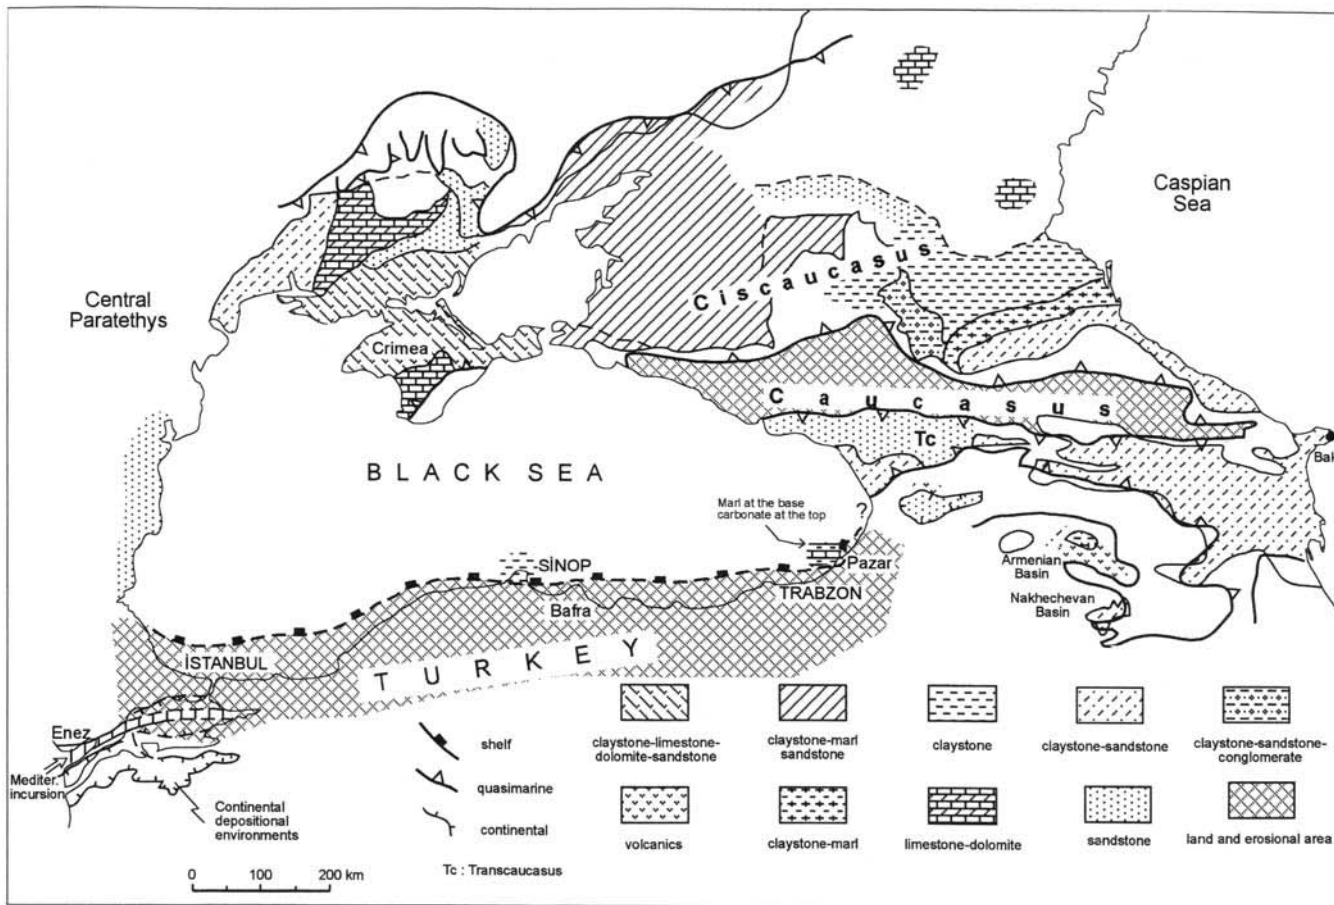 Caspian
Sea
Central
Paratethys
Ciscaucasus
Crimea
Caucasus
Tc
Bak
BLACK SEA
Marl at the base
carbonate at the top
?
SİNOP
Pazar
Armenian
Basin
Bafra
TRABZON
Nakhechevan
Basin
İSTANBUL
TURKEY
Enez
Mediter.
incursion
Continental
depositional
environments
shelf
quasimarine
continental
Tc : Transcaucasus
claystone-limestone-
dolomite-sandstone
claystone-marl
sandstone
claystone
claystone-sandstone
claystone-sandstone-
conglomerate
volcanics
claystone-marl
limestone-dolomite
sandstone
land and erosional area
0 100 200 km